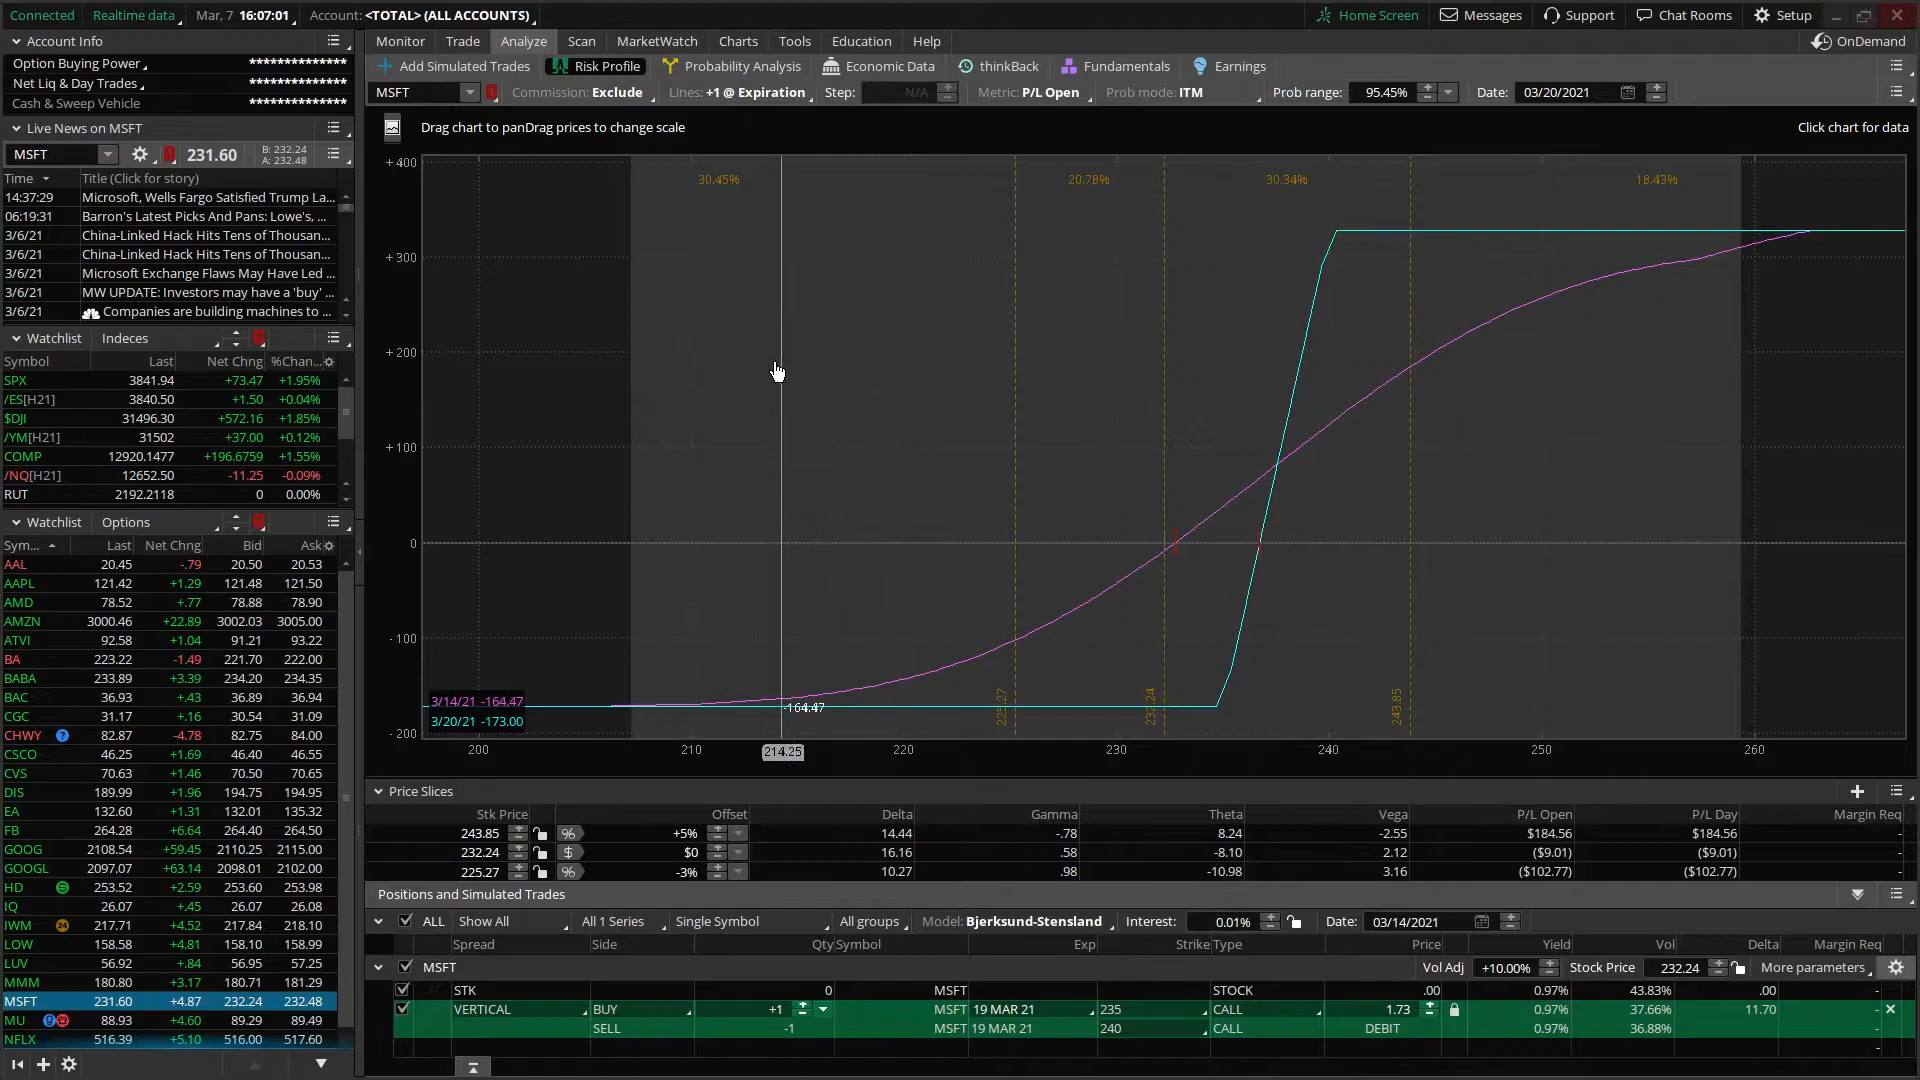 Connected Realtime data Mar, 7 16:07:01 Account: <TOTAL> (ALL ACCOUNTS) Home Screen Messages Support Chat Rooms Setup
Account Info
Option Buying Power **************
Net Liq & Day Trades **************
Cash & Sweep Vehicle **************
Live News on MSFT
MSFT 231.60 B: 232.24 A: 232.48
Time Title (Click for story)
14:37:29 Microsoft, Wells Fargo Satisfied Trump La...
06:19:31 Barron's Latest Picks And Pans: Lowe's, ...
3/6/21 China-Linked Hack Hits Tens of Thousan...
3/6/21 China-Linked Hack Hits Tens of Thousan...
3/6/21 Microsoft Exchange Flaws May Have Led ...
3/6/21 MW UPDATE: Investors may have a 'buy' ...
3/6/21 Companies are building machines to ...
Watchlist Indeces
Symbol Last Net Chng %Chan...
SPX 3841.94 +73.47 +1.95%
/ES[H21] 3840.50 +1.50 +0.04%
$DJI 31496.30 +572.16 +1.85%
/YM[H21] 31502 +37.00 +0.12%
COMP 12920.1477 +196.6759 +1.55%
/NQ[H21] 12652.50 -11.25 -0.09%
RUT 2192.2118 0 0.00%
Watchlist Options
Sym... Last Net Chng Bid Ask
AAL 20.45 -.79 20.50 20.53
AAPL 121.42 +1.29 121.48 121.50
AMD 78.52 +.77 78.88 78.90
AMZN 3000.46 +22.89 3002.03 3005.00
ATVI 92.58 +1.04 91.21 93.22
BA 223.22 -1.49 221.70 222.00
BABA 233.89 +3.39 234.20 234.35
BAC 36.93 +.43 36.89 36.94
CGC 31.17 +.16 30.54 31.09
CHWY 82.87 -4.78 82.75 84.00
CSCO 46.25 +1.69 46.40 46.55
CVS 70.63 +1.46 70.50 70.65
DIS 189.99 +1.96 194.75 194.95
EA 132.60 +1.31 132.01 135.32
FB 264.28 +6.64 264.40 264.50
GOOG 2108.54 +59.45 2110.25 2115.00
GOOGL 2097.07 +63.14 2098.01 2102.00
HD 253.52 +2.59 253.60 253.98
IQ 26.07 +.45 26.07 26.08
IWM 24 217.71 +4.52 217.84 218.10
LOW 158.58 +4.81 158.10 158.99
LUV 56.92 +.84 56.95 57.25
MMM 180.80 +3.17 180.71 181.29
MSFT 231.60 +4.87 232.24 232.48
MU 88.93 +4.60 89.29 89.49
NFLX 516.39 +5.10 516.00 517.60
Monitor Trade Analyze Scan MarketWatch Charts Tools Education Help OnDemand
Add Simulated Trades Risk Profile Probability Analysis Economic Data thinkBack Fundamentals Earnings
MSFT Commission: Exclude Lines: +1 @ Expiration Step: N/A Metric: P/L Open Prob mode: ITM Prob range: 95.45% Date: 03/20/2021
Drag chart to panDrag prices to change scale Click chart for data
+400
30.45% 20.78% 30.34% 18.43%
+300
+200
+100
0
-100
225.27 232.24 243.85
3/14/21 -164.47
-164.47
3/20/21 -173.00
-200
200 210 214.25 220 230 240 250 260
Price Slices
Stk Price Offset Delta Gamma Theta Vega P/L Open P/L Day Margin Req
243.85 % +5% 14.44 -.78 8.24 -2.55 $184.56 $184.56 -
232.24 $ $0 16.16 .58 -8.10 2.12 ($9.01) ($9.01) -
225.27 % -3% 10.27 .98 -10.98 3.16 ($102.77) ($102.77) -
Positions and Simulated Trades
ALL Show All All 1 Series Single Symbol All groups Model: Bjerksund-Stensland Interest: 0.01% Date: 03/14/2021
Spread Side Qty Symbol Exp Strike Type Price Yield Vol Delta Margin Req
MSFT Vol Adj +10.00% Stock Price 232.24 More parameters
STK 0 MSFT STOCK .00 0.97% 43.83% .00 -
VERTICAL BUY +1 MSFT 19 MAR 21 235 CALL 1.73 0.97% 37.66% 11.70 -
SELL -1 MSFT 19 MAR 21 240 CALL DEBIT 0.97% 36.88% -
-